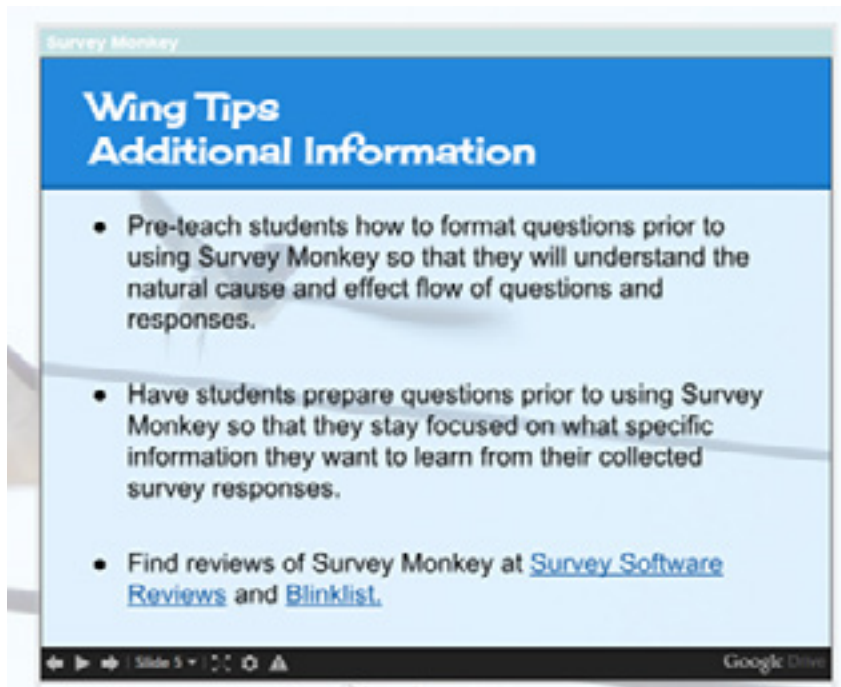 Survey Monkey
Wing Tips
Additional Information
● Pre-teach students how to format questions prior to
using Survey Monkey so that they will understand the
natural cause and effect flow of questions and
responses.
● Have students prepare questions prior to using Survey
Monkey so that they stay focused on what specific
information they want to learn from their collected
survey responses.
● Find reviews of Survey Monkey at Survey Software
Reviews and Blinklist.
Slide 5
Google Drive